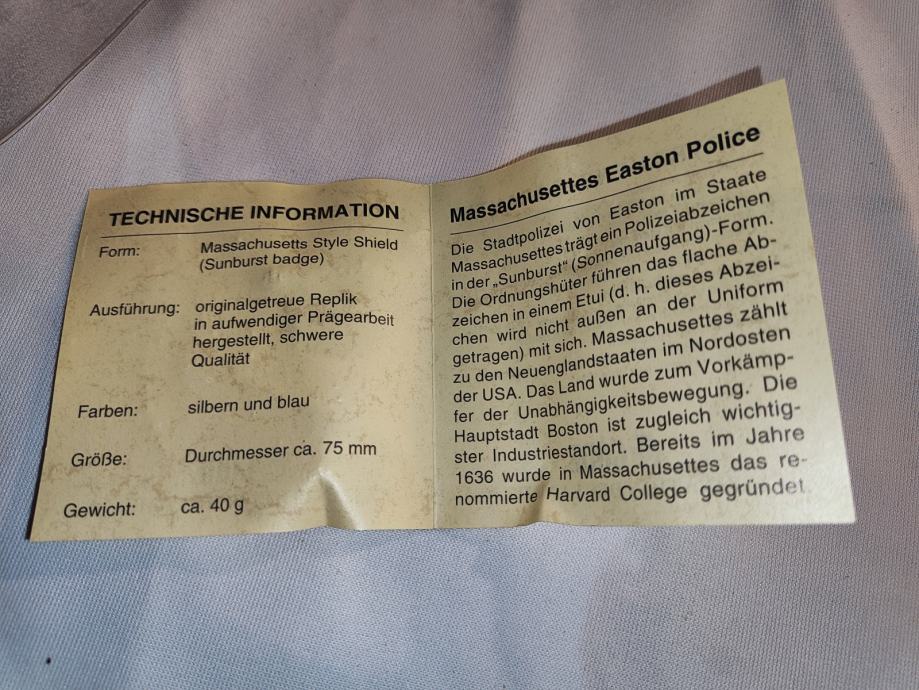 TECHNISCHE INFORMATION
Form: Massachusetts Style Shield
(Sunburst badge)
Ausführung: originalgetreue Replik
in aufwendiger Prägearbeit
hergestellt, schwere
Qualität
Farben: silbern und blau
Größe: Durchmesser ca. 75 mm
Gewicht: ca. 40 g
Massachusettes Easton Police
Die Stadtpolizei von Easton im Staate
Massachusettes trägt ein Polizeiabzeichen
in der „Sunburst“ (Sonnenaufgang)-Form.
Die Ordnungshüter führen das flache Ab-
zeichen in einem Etui (d. h. dieses Abzei-
chen wird nicht außen an der Uniform
getragen) mit sich. Massachusettes zählt
zu den Neuenglandstaaten im Nordosten
der USA. Das Land wurde zum Vorkämp-
fer der Unabhängigkeitsbewegung. Die
Hauptstadt Boston ist zugleich wichtig-
ster Industriestandort. Bereits im Jahre
1636 wurde in Massachusettes das re-
nommierte Harvard College gegründet.